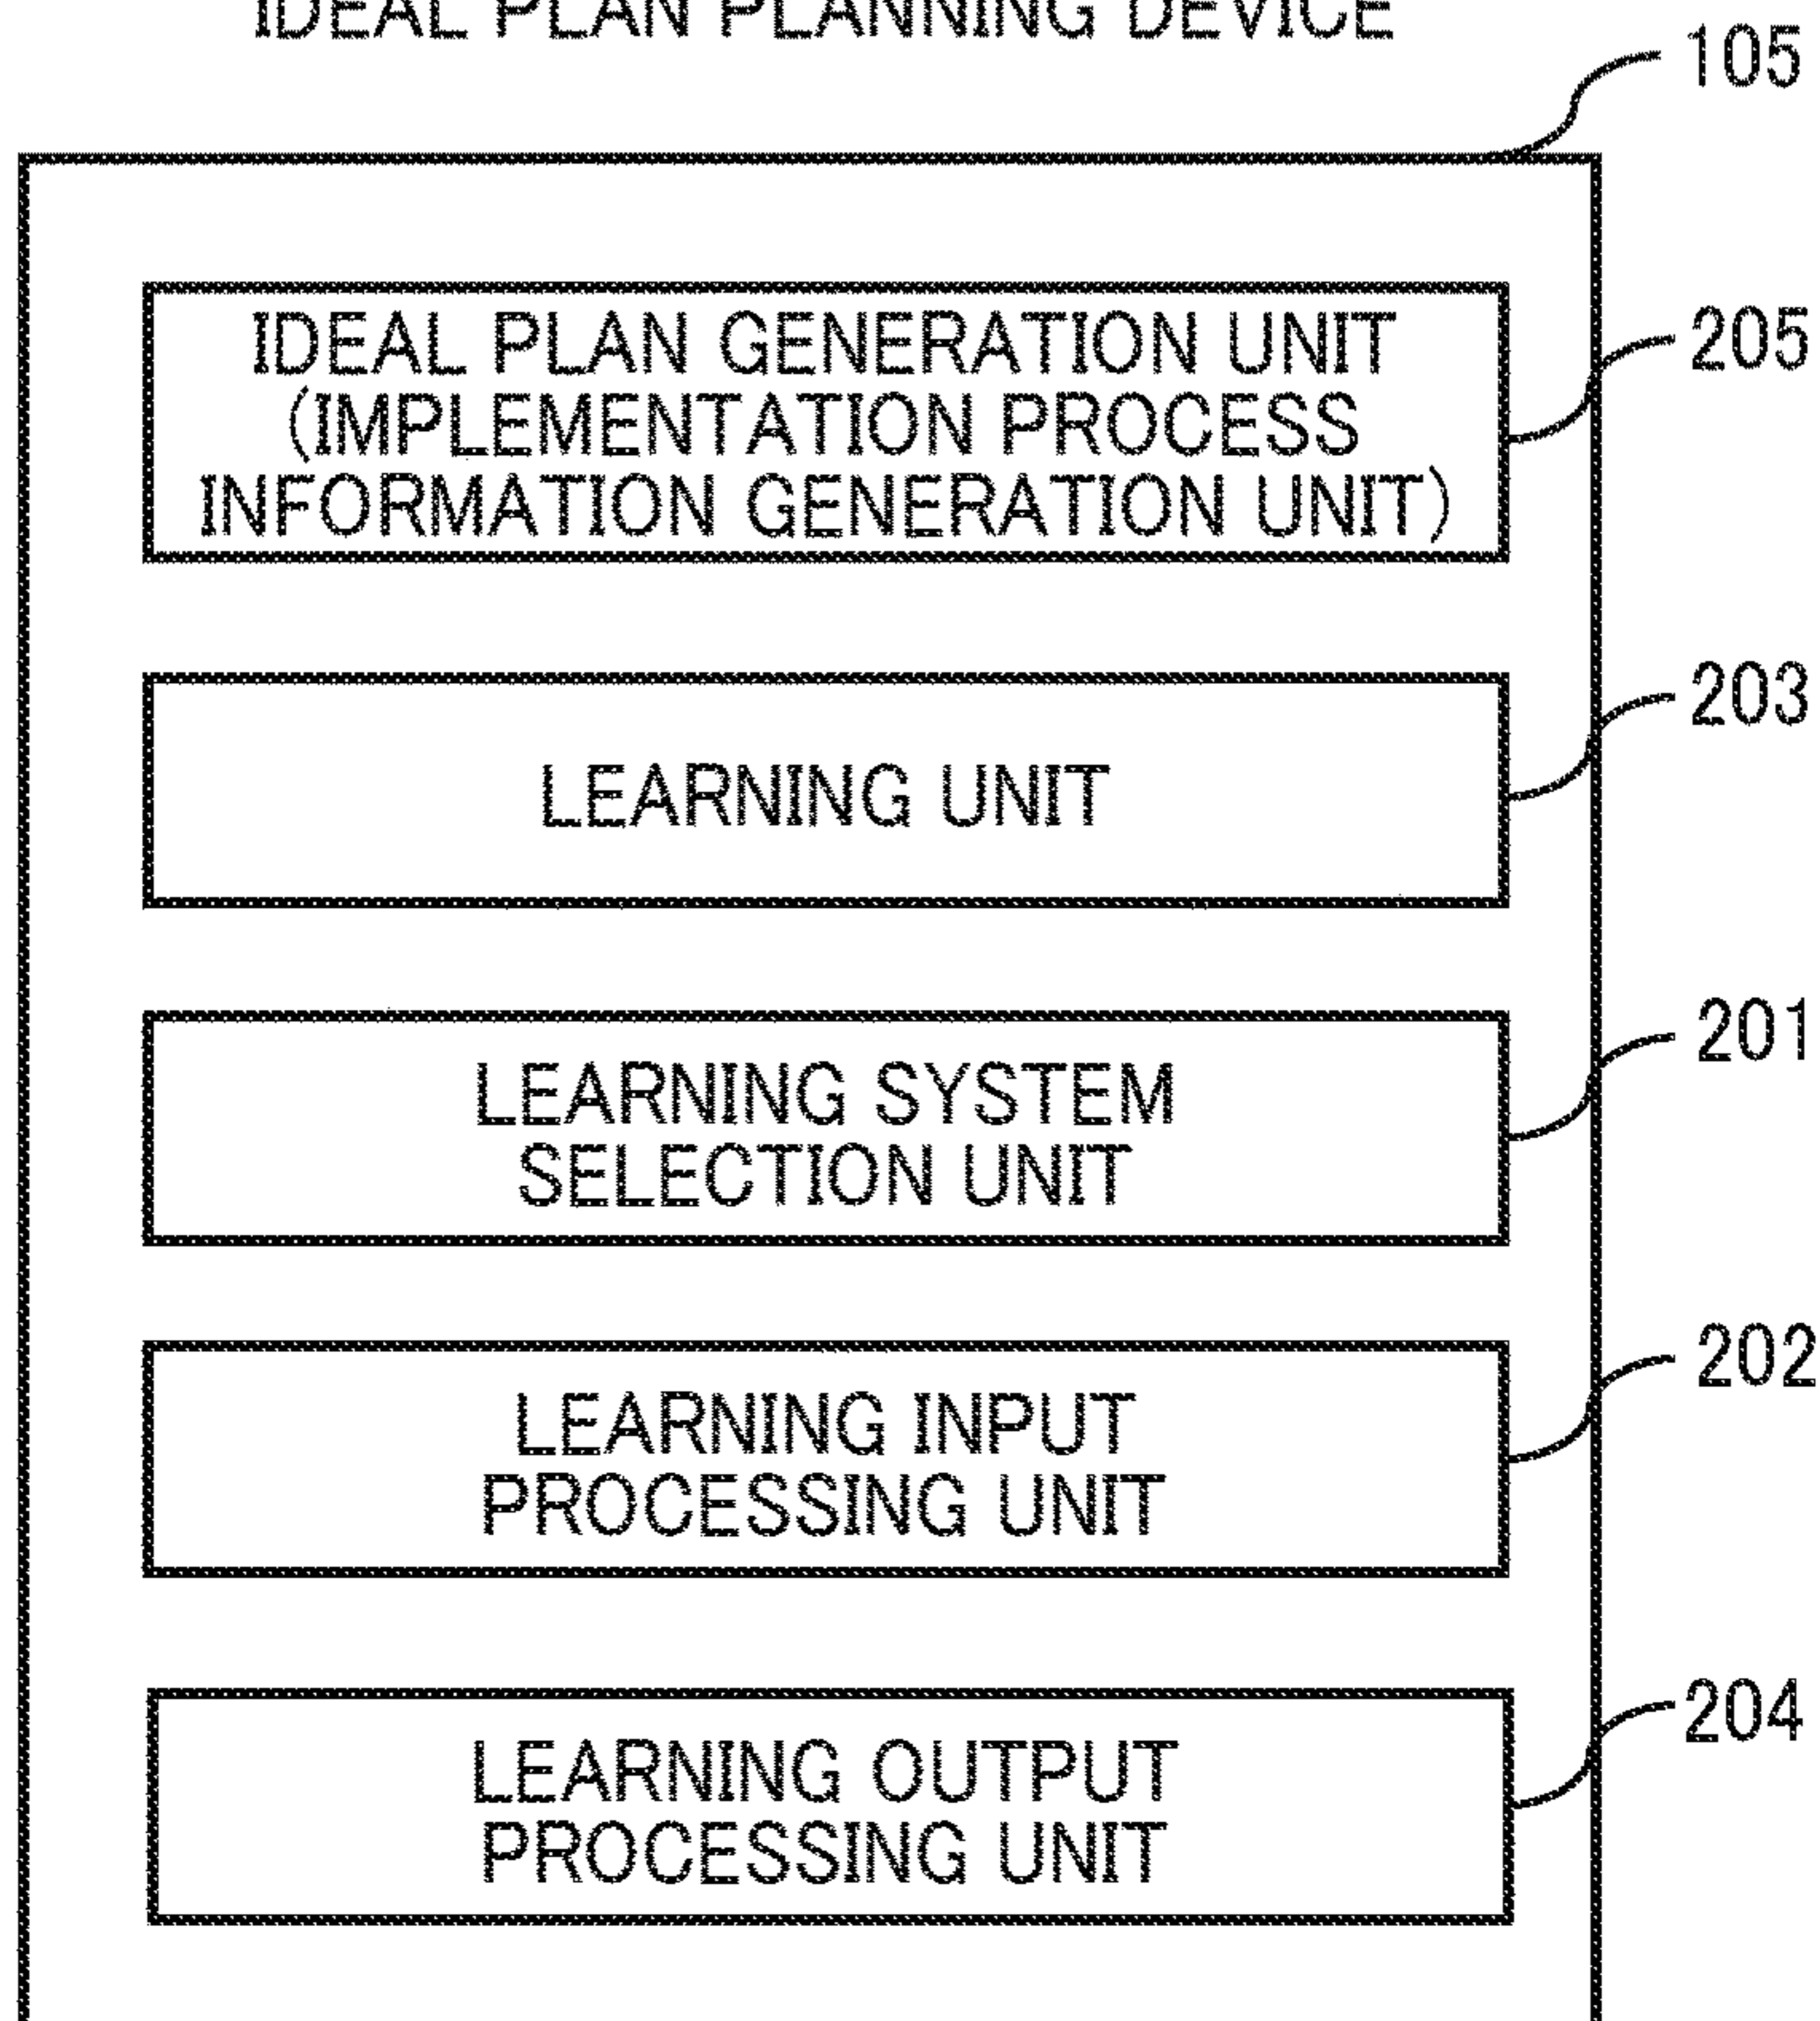 IDEAL PLAN PLANNING DEVICE
105
IDEAL PLAN GENERATION UNIT
(IMPLEMENTATION PROCESS
INFORMATION GENERATION UNIT)
205
LEARNING UNIT
203
LEARNING SYSTEM
SELECTION UNIT
201
LEARNING INPUT
PROCESSING UNIT
202
LEARNING OUTPUT
PROCESSING UNIT
204